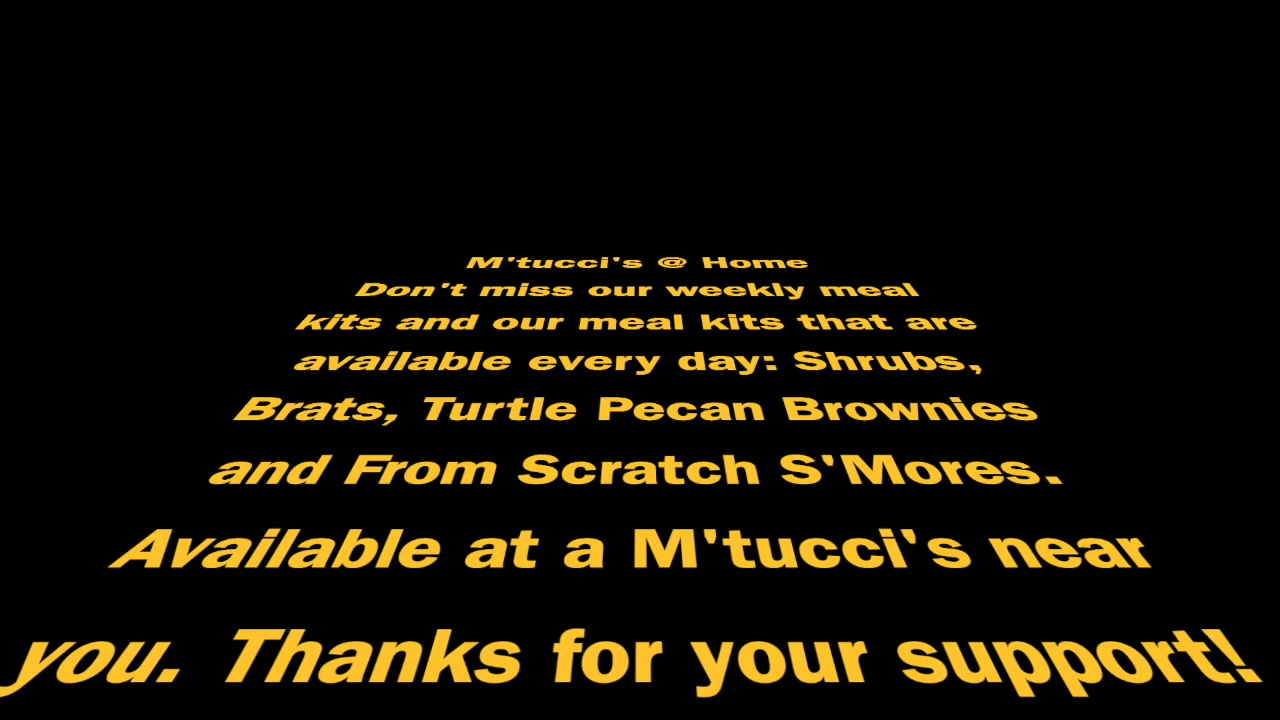 M'tucci's @ Home
Don't miss our weekly meal
kits and our meal kits that are
available every day: Shrubs,
Brats, Turtle Pecan Brownies
and From Scratch S'Mores.
Available at a M'tucci's near
you. Thanks for your support!